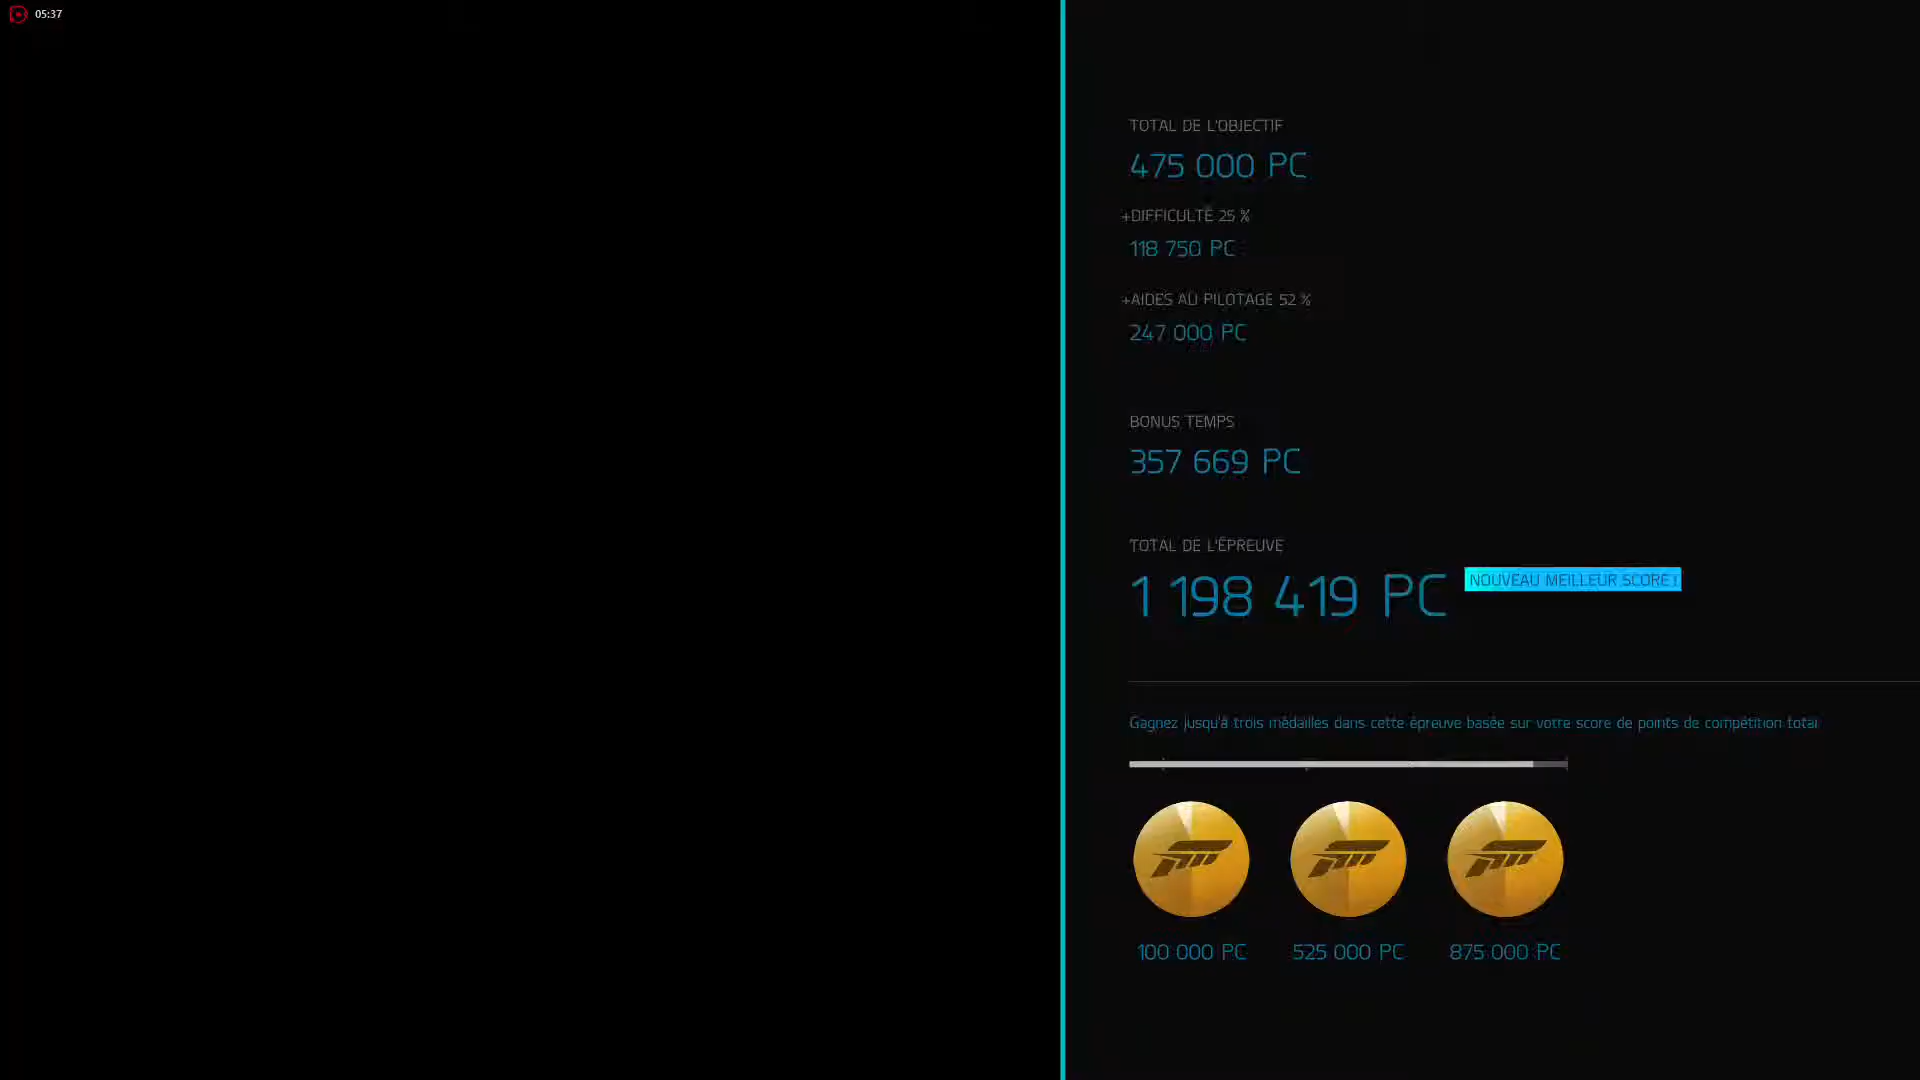 05:37
TOTAL DE L'OBJECTIF
475 000 PC
+DIFFICULTÉ 25 %
118 750 PC
+AIDES AU PILOTAGE 52 %
247 000 PC
BONUS TEMPS
357 669 PC
TOTAL DE L'ÉPREUVE
1 198 419 PC
NOUVEAU MEILLEUR SCORE !
Gagnez jusqu'à trois médailles dans cette épreuve basée sur votre score de points de compétition total
100 000 PC
525 000 PC
875 000 PC